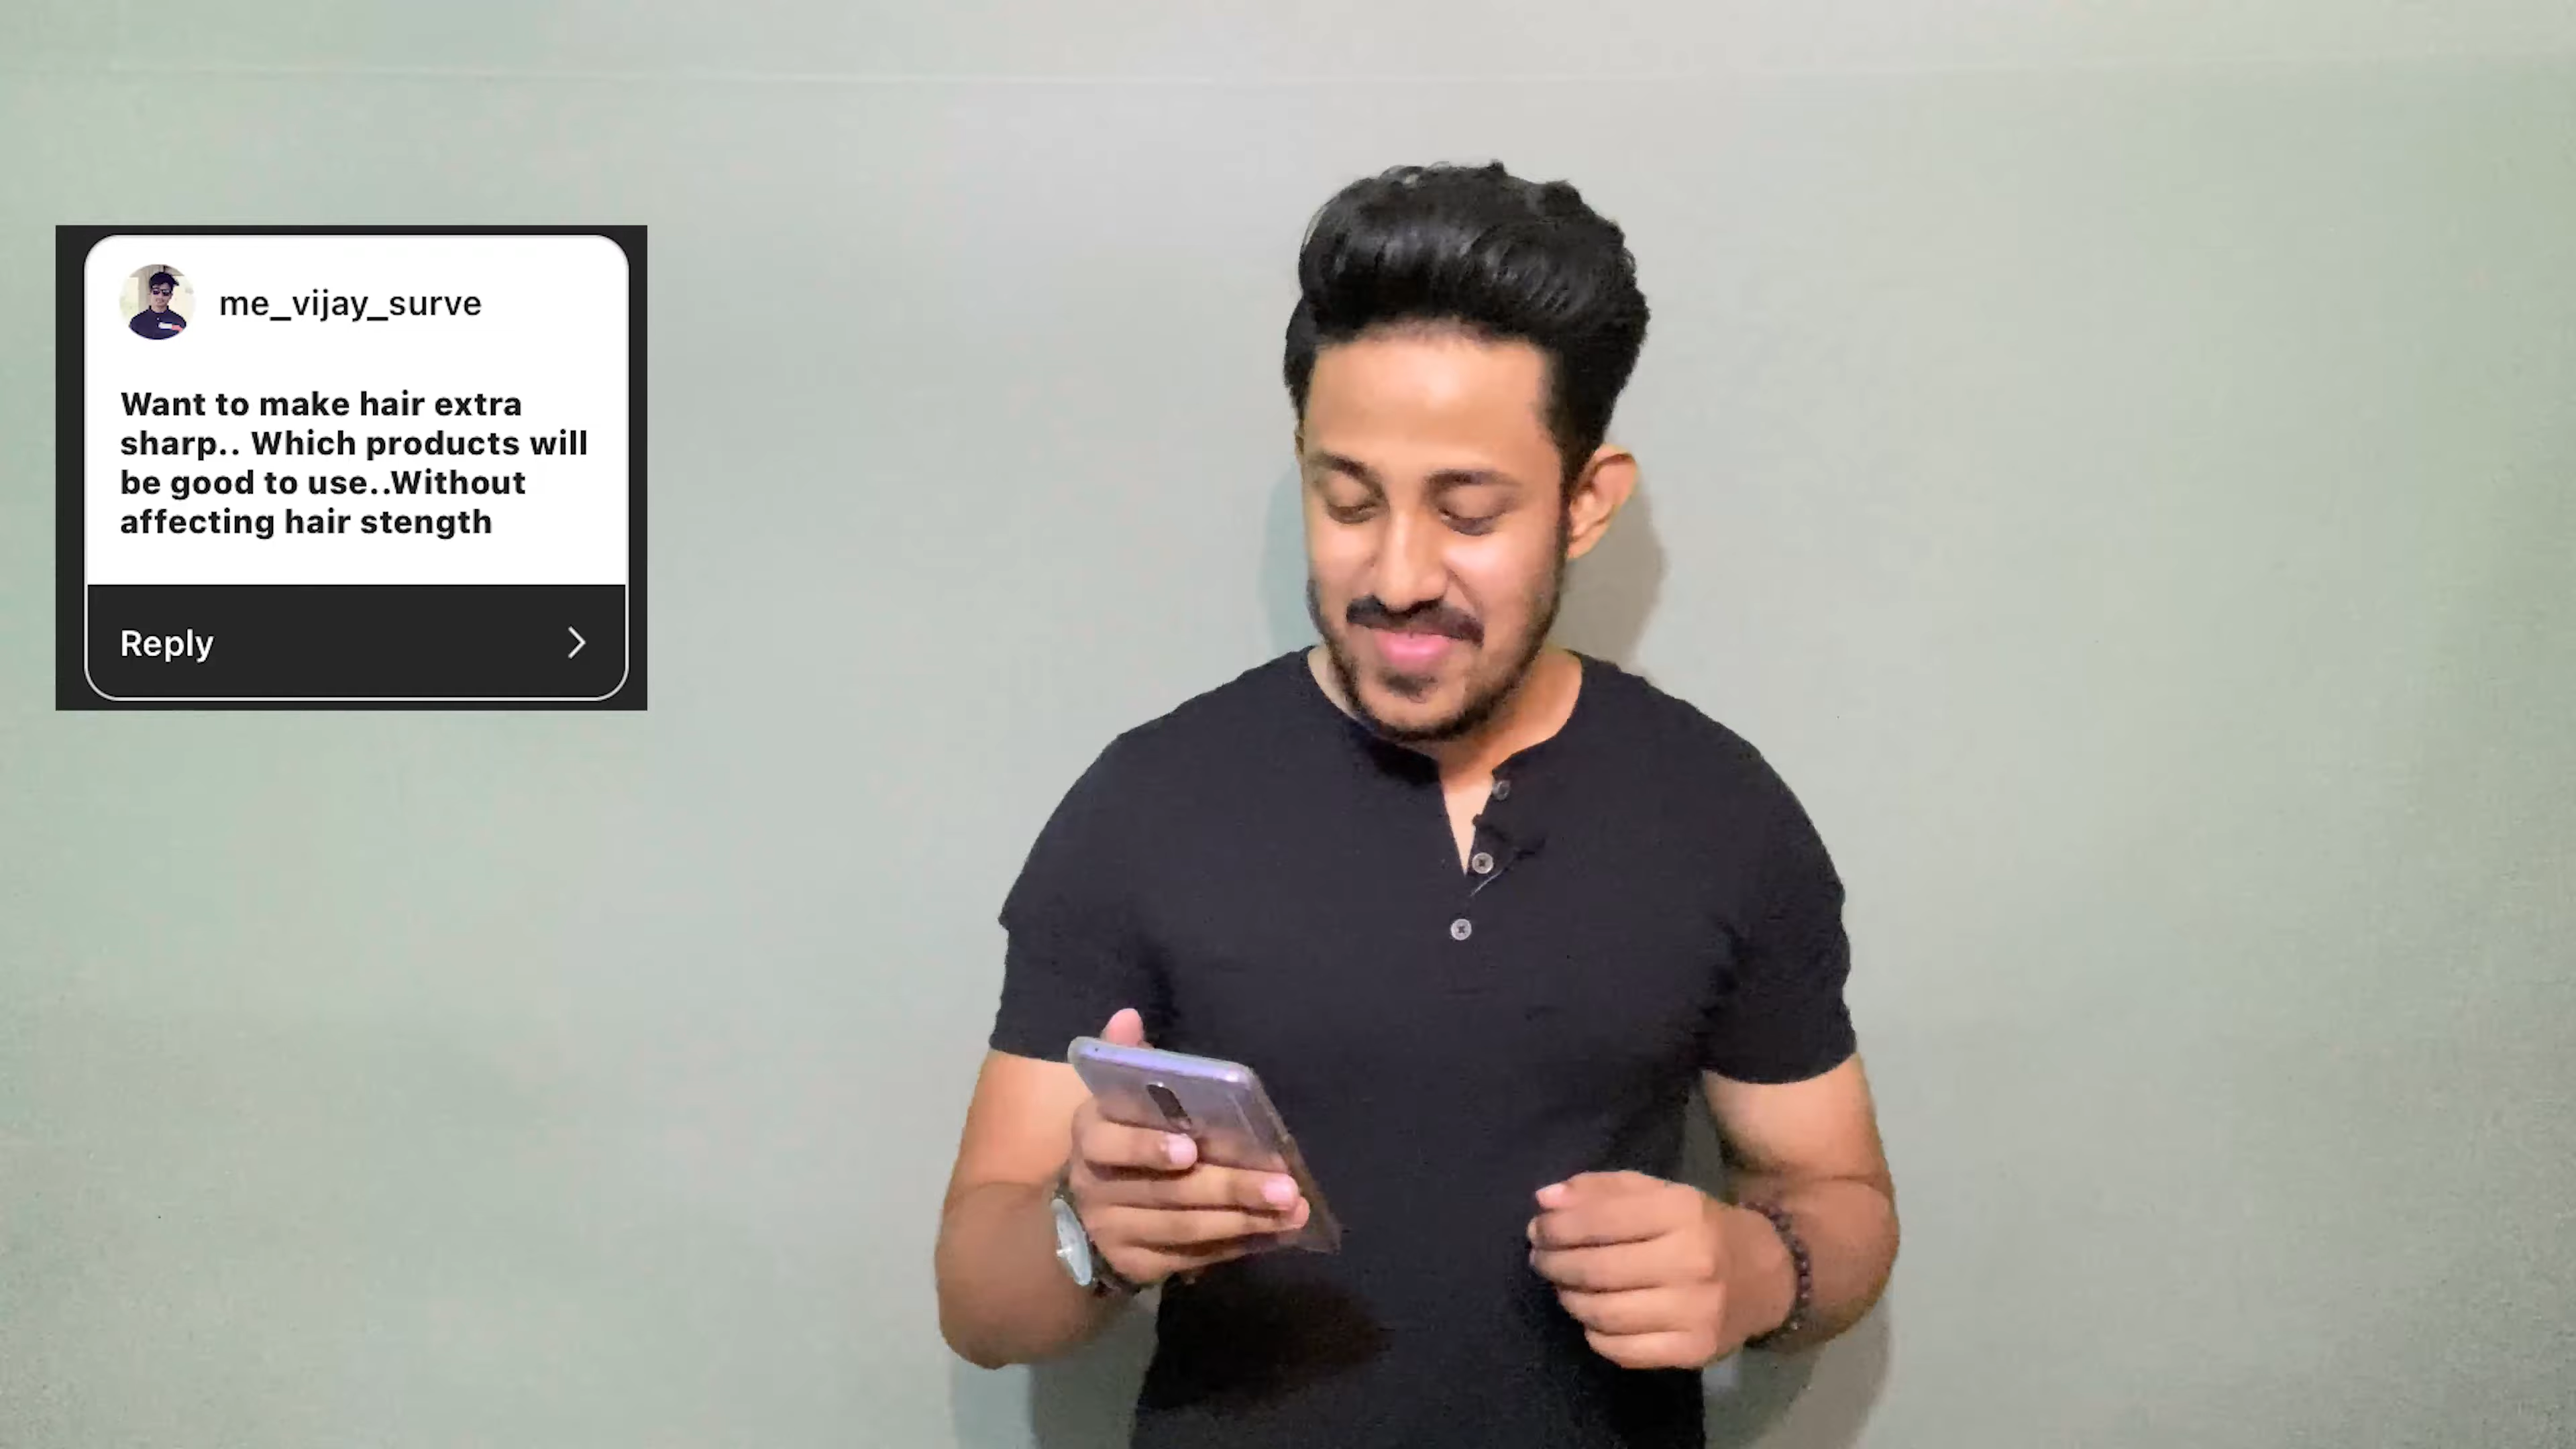 me_vijay_surve
Want to make hair extra
sharp.. Which products will
be good to use..Without
affecting hair stength
Reply